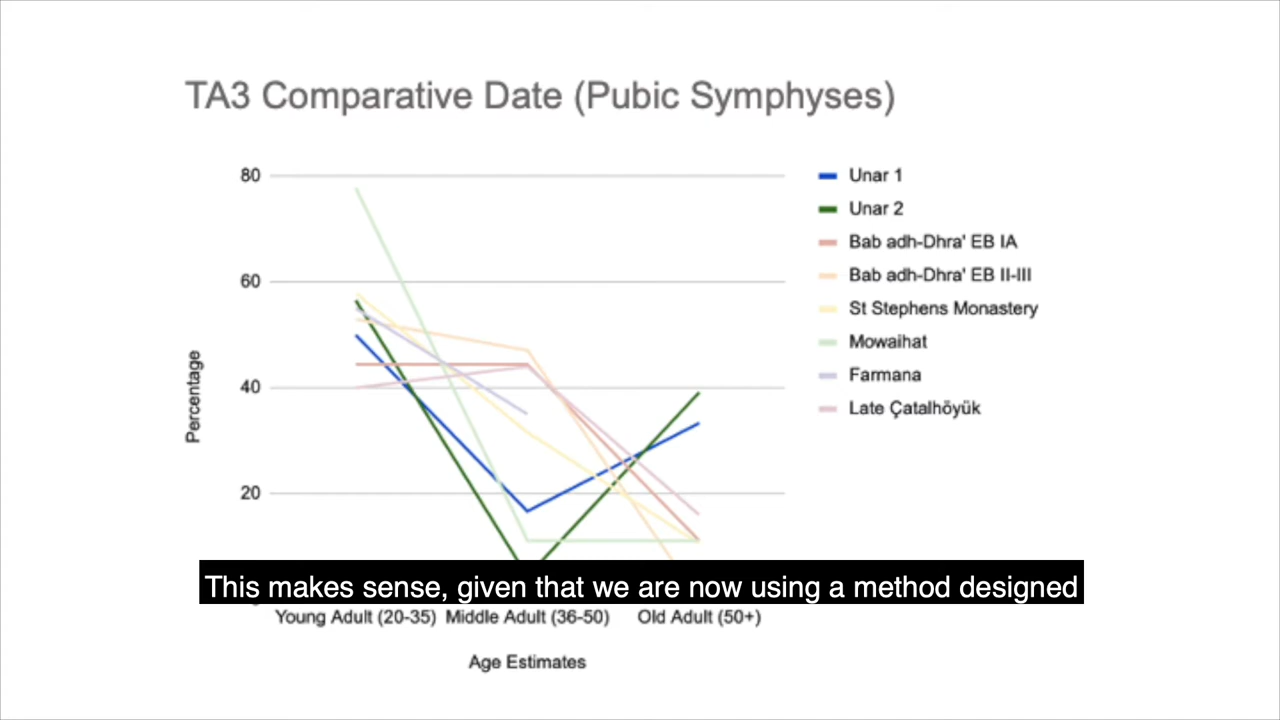 TA3 Comparative Date (Pubic Symphyses)
80
60
40
20
Percentage
Unar 1
Unar 2
Bab adh-Dhra' EB IA
Bab adh-Dhra' EB II-III
St Stephens Monastery
Mowaihat
Farmana
Late Çatalhöyük
This makes sense, given that we are now using a method designed
Young Adult (20-35) Middle Adult (36-50) Old Adult (50+)
Age Estimates